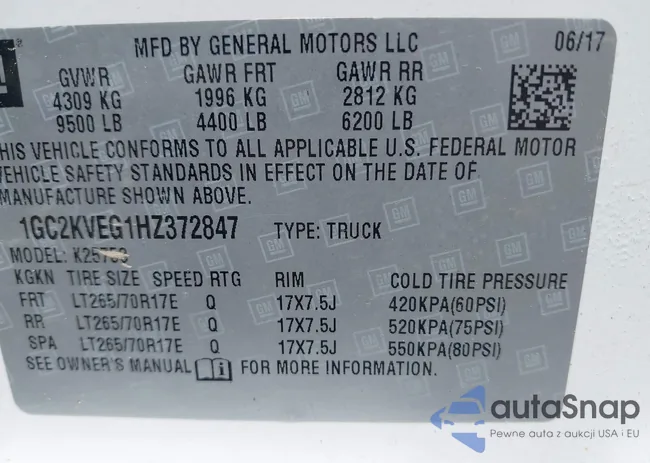 GM
MFD BY GENERAL MOTORS LLC 06/17
GVWR GAWR FRT GAWR RR
4309 KG 1996 KG 2812 KG
9500 LB 4400 LB 6200 LB
THIS VEHICLE CONFORMS TO ALL APPLICABLE U.S. FEDERAL MOTOR
VEHICLE SAFETY STANDARDS IN EFFECT ON THE DATE OF
MANUFACTURE SHOWN ABOVE.
1GC2KVEG1HZ372847 TYPE: TRUCK
MODEL: K25753
KGKN TIRE SIZE SPEED RTG RIM COLD TIRE PRESSURE
FRT LT265/70R17E Q 17X7.5J 420KPA(60PSI)
RR LT265/70R17E Q 17X7.5J 520KPA(75PSI)
SPA LT265/70R17E Q 17X7.5J 550KPA(80PSI)
SEE OWNER'S MANUAL FOR MORE INFORMATION.
autaSnap
Pewne auta z aukcji USA i EU